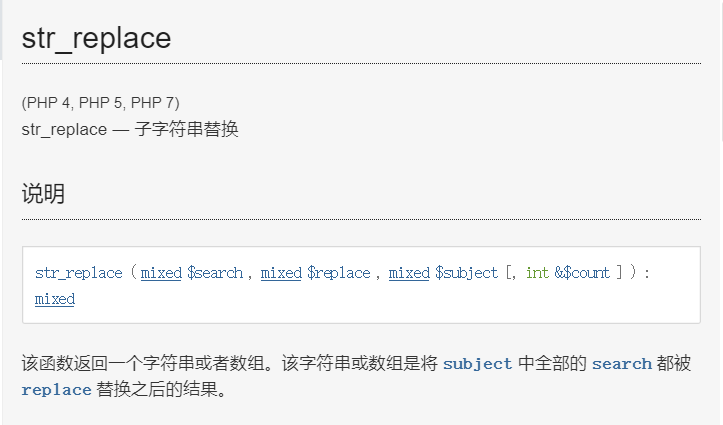 str_replace
(PHP 4, PHP 5, PHP 7)
str_replace — 子字符串替换
说明
str_replace ( mixed $search , mixed $replace , mixed $subject [, int &$count ] ) :
mixed
该函数返回一个字符串或者数组。该字符串或数组是将 subject 中全部的 search 都被
replace 替换之后的结果。